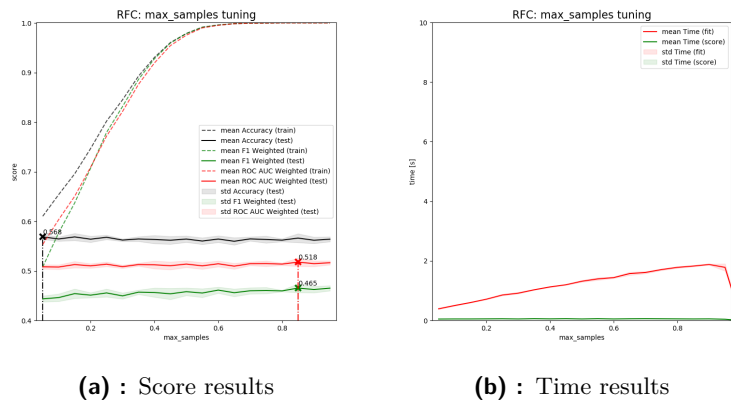 RFC: max_samples tuning
1.0
0.9
0.8
0.7
0.6
0.5
0.4
score
0.2
0.4
0.6
0.8
max_samples
mean Accuracy (train)
mean Accuracy (test)
mean F1 Weighted (train)
mean F1 Weighted (test)
mean ROC AUC Weighted (train)
mean ROC AUC Weighted (test)
std Accuracy (test)
std F1 Weighted (test)
std ROC AUC Weighted (test)
0.568
0.518
0.465
(a) : Score results
RFC: max_samples tuning
10
8
6
4
2
0
time [s]
0.2
0.4
0.6
0.8
max_samples
mean Time (fit)
mean Time (score)
std Time (fit)
std Time (score)
(b) : Time results